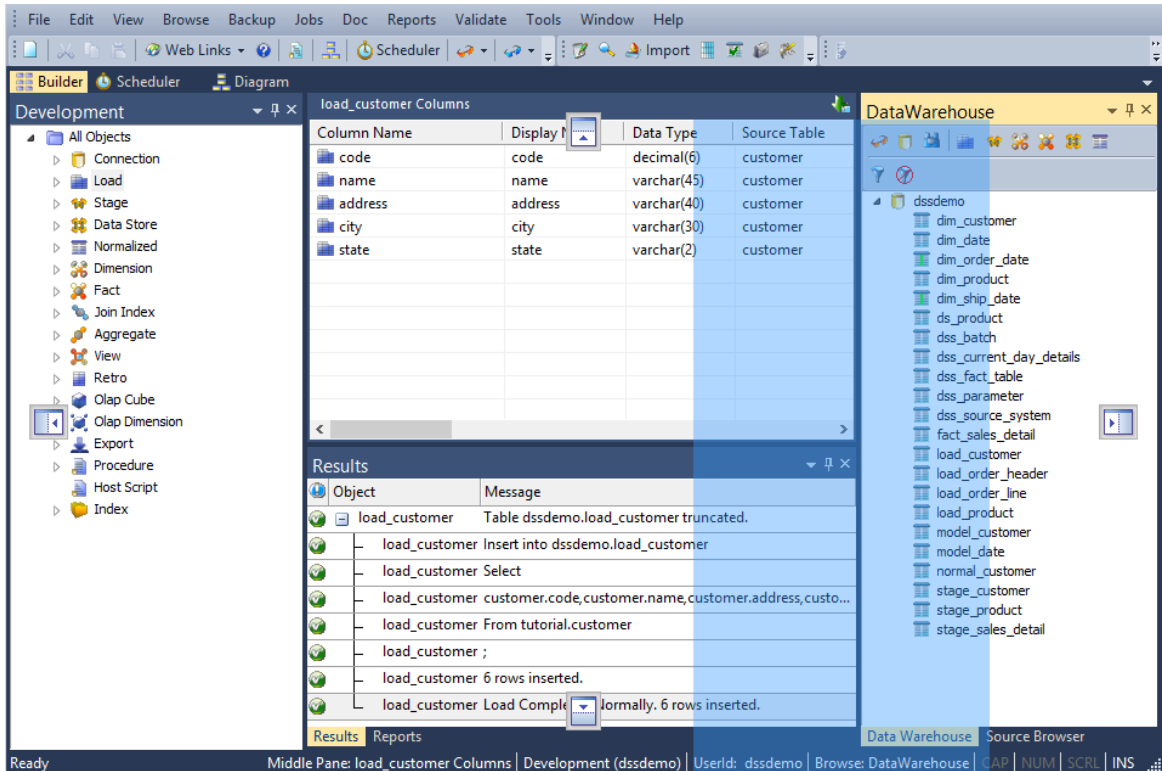 File Edit View Browse Backup Jobs Doc Reports Validate Tools Window Help
Web Links Scheduler Import
Builder Scheduler Diagram
Development
All Objects
Connection
Load
Stage
Data Store
Normalized
Dimension
Fact
Join Index
Aggregate
View
Retro
Olap Cube
Olap Dimension
Export
Procedure
Host Script
Index
load_customer Columns
Column Name Display Data Type Source Table
code code decimal(6) customer
name name varchar(45) customer
address address varchar(40) customer
city city varchar(30) customer
state state varchar(2) customer
Results
Object Message
load_customer Table dssdemo.load_customer truncated.
load_customer Insert into dssdemo.load_customer
load_customer Select
load_customer customer.code,customer.name,customer.address,custo...
load_customer From tutorial.customer
load_customer ;
load_customer 6 rows inserted.
load_customer Load Comple ormally. 6 rows inserted.
Results Reports
DataWarehouse
dssdemo
dim_customer
dim_date
dim_order_date
dim_product
dim_ship_date
ds_product
dss_batch
dss_current_day_details
dss_fact_table
dss_parameter
dss_source_system
fact_sales_detail
load_customer
load_order_header
load_order_line
load_product
model_customer
model_date
normal_customer
stage_customer
stage_product
stage_sales_detail
Data Warehouse Source Browser
Ready Middle Pane: load_customer Columns Development (dssdemo) UserId: dssdemo Browse: DataWarehouse CAP NUM SCRL INS